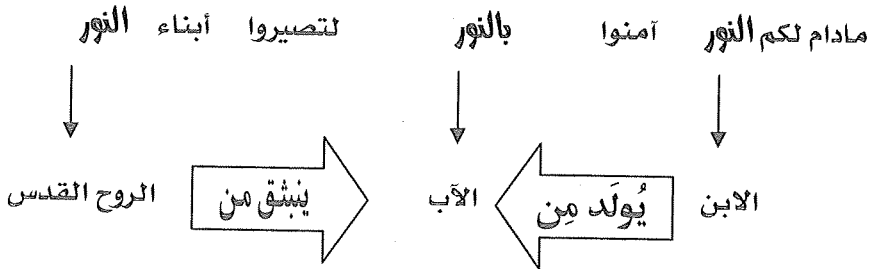 مادام لكم النور آمنوا بالنور لتصيروا أبناء النور
الابن يُولَد مِن الآب ينبثق من الروح القدس